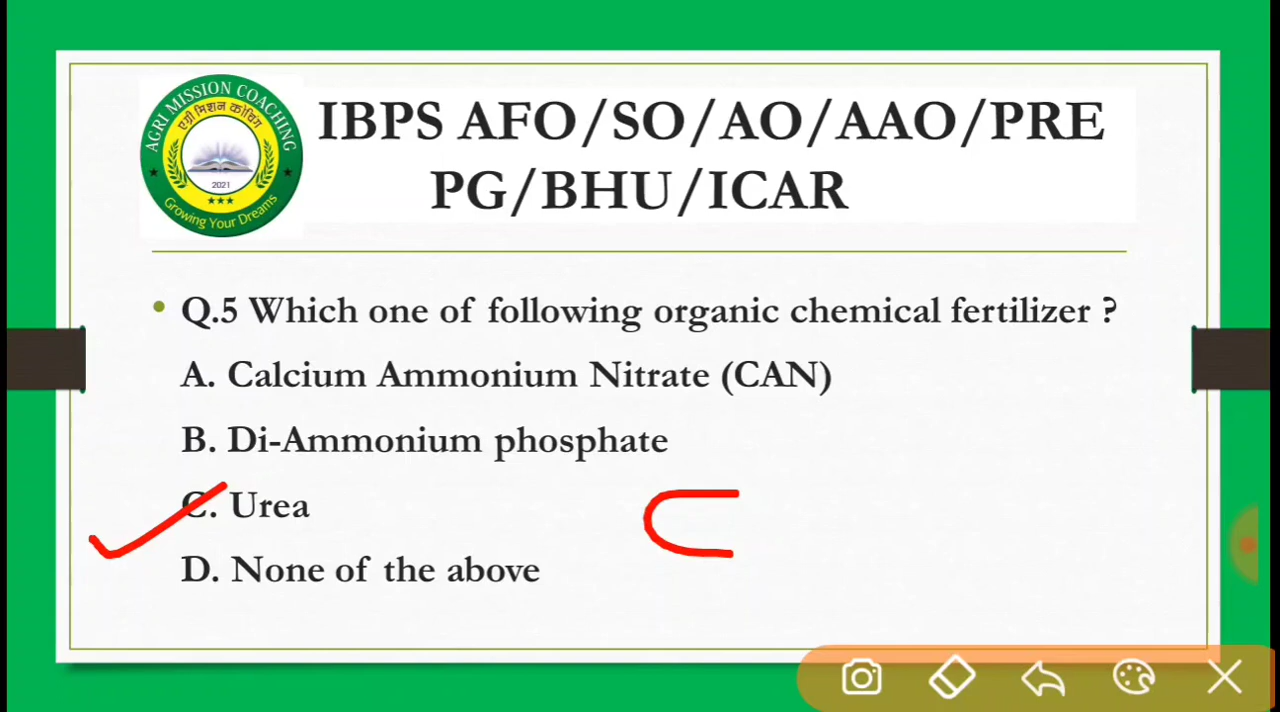 AGRI MISSION COACHING
एग्री मिशन कोचिंग
2021
Growing Your Dreams
IBPS AFO/SO/AO/AAO/PRE
PG/BHU/ICAR
• Q.5 Which one of following organic chemical fertilizer ?
A. Calcium Ammonium Nitrate (CAN)
B. Di-Ammonium phosphate
C. Urea
C
D. None of the above